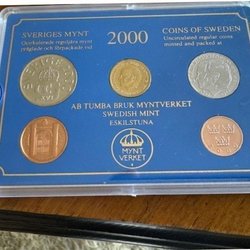 SVERIGES MYNT
Ocirkulerade reguljära mynt
präglade och förpackade vid
2000
COINS OF SWEDEN
Uncirculated regular coins
minted and packed at
AB TUMBA BRUK MYNTVERKET
SWEDISH MINT
ESKILSTUNA
MYNT
VERKET